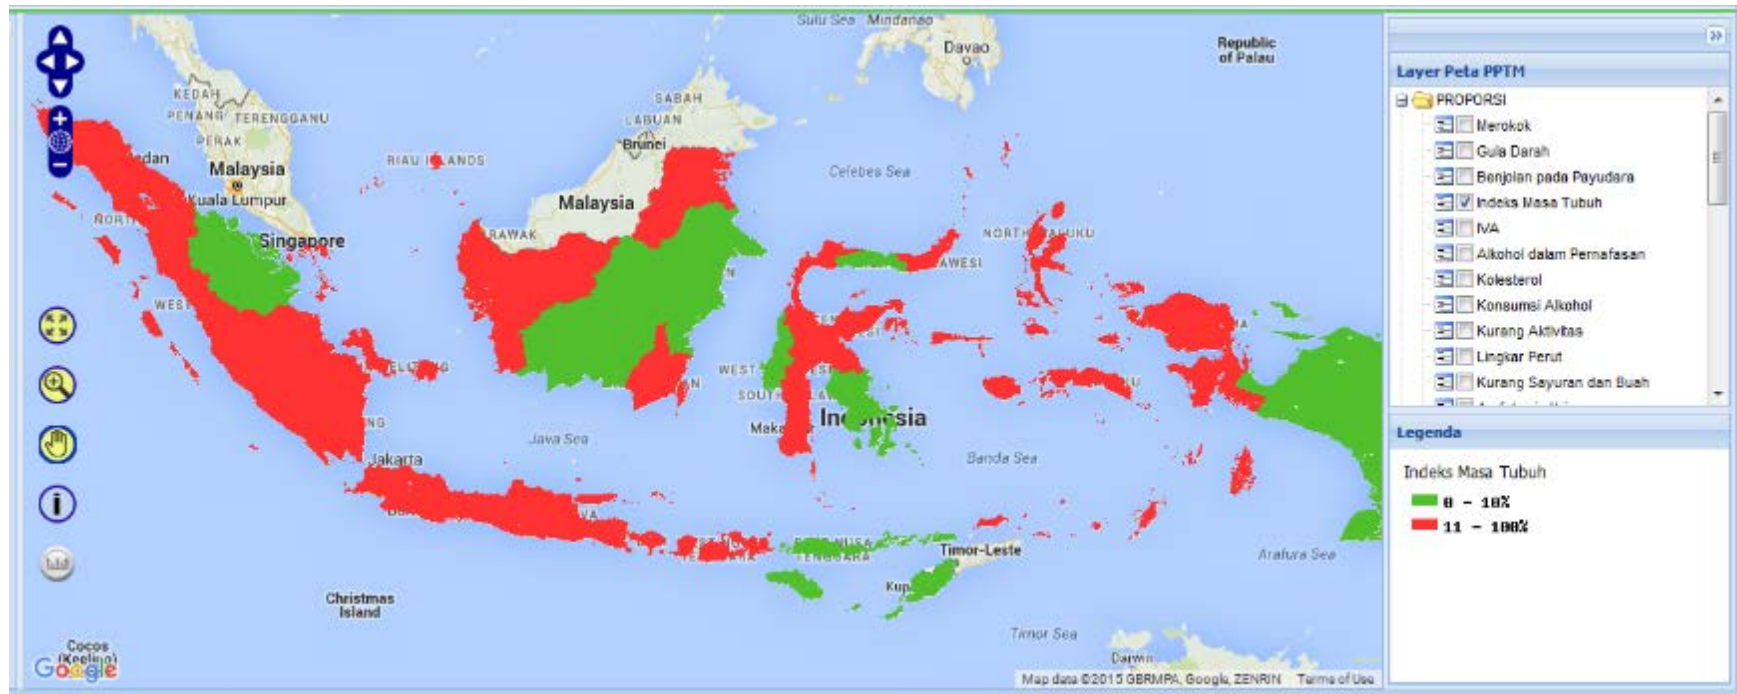 Sulu Sea Mindanao
Davao
Republic
of Palau
KEDAH
PENANG TERENGGANU
PERAK
Malaysia
Kuala Lumpur
Singapore
RIAU ISLANDS
SABAH
LABUAN
Brunei
Malaysia
Celebes Sea
Java Sea
Jakarta
Indonesia
Banda Sea
Timor-Leste
Arafura Sea
Christmas
Island
Timor Sea
Darwin
Cocos
(Keeling)
Google
Map data ©2015 GBRMPA, Google, ZENRIN Terms of Use
Layer Peta PPTM
PROPORSI
Merokok
Gula Darah
Benjolan pada Payudara
Indeks Masa Tubuh
IVA
Alkohol dalam Pernafasan
Kolesterol
Konsumsi Alkohol
Kurang Aktivitas
Lingkar Perut
Kurang Sayuran dan Buah
Legenda
Indeks Masa Tubuh
0 - 10%
11 - 100%